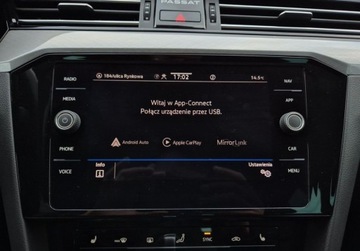 PASSAT
RADIO
MEDIA
PHONE
VOICE
184/ulica Rynkowa
17:02
14.5°C
Witaj w App-Connect
Połącz urządzenie przez USB.
Android Auto
Apple CarPlay
MirrorLink
Info
Ustawienia
NAV
APP
CAR
MENU
SYNC